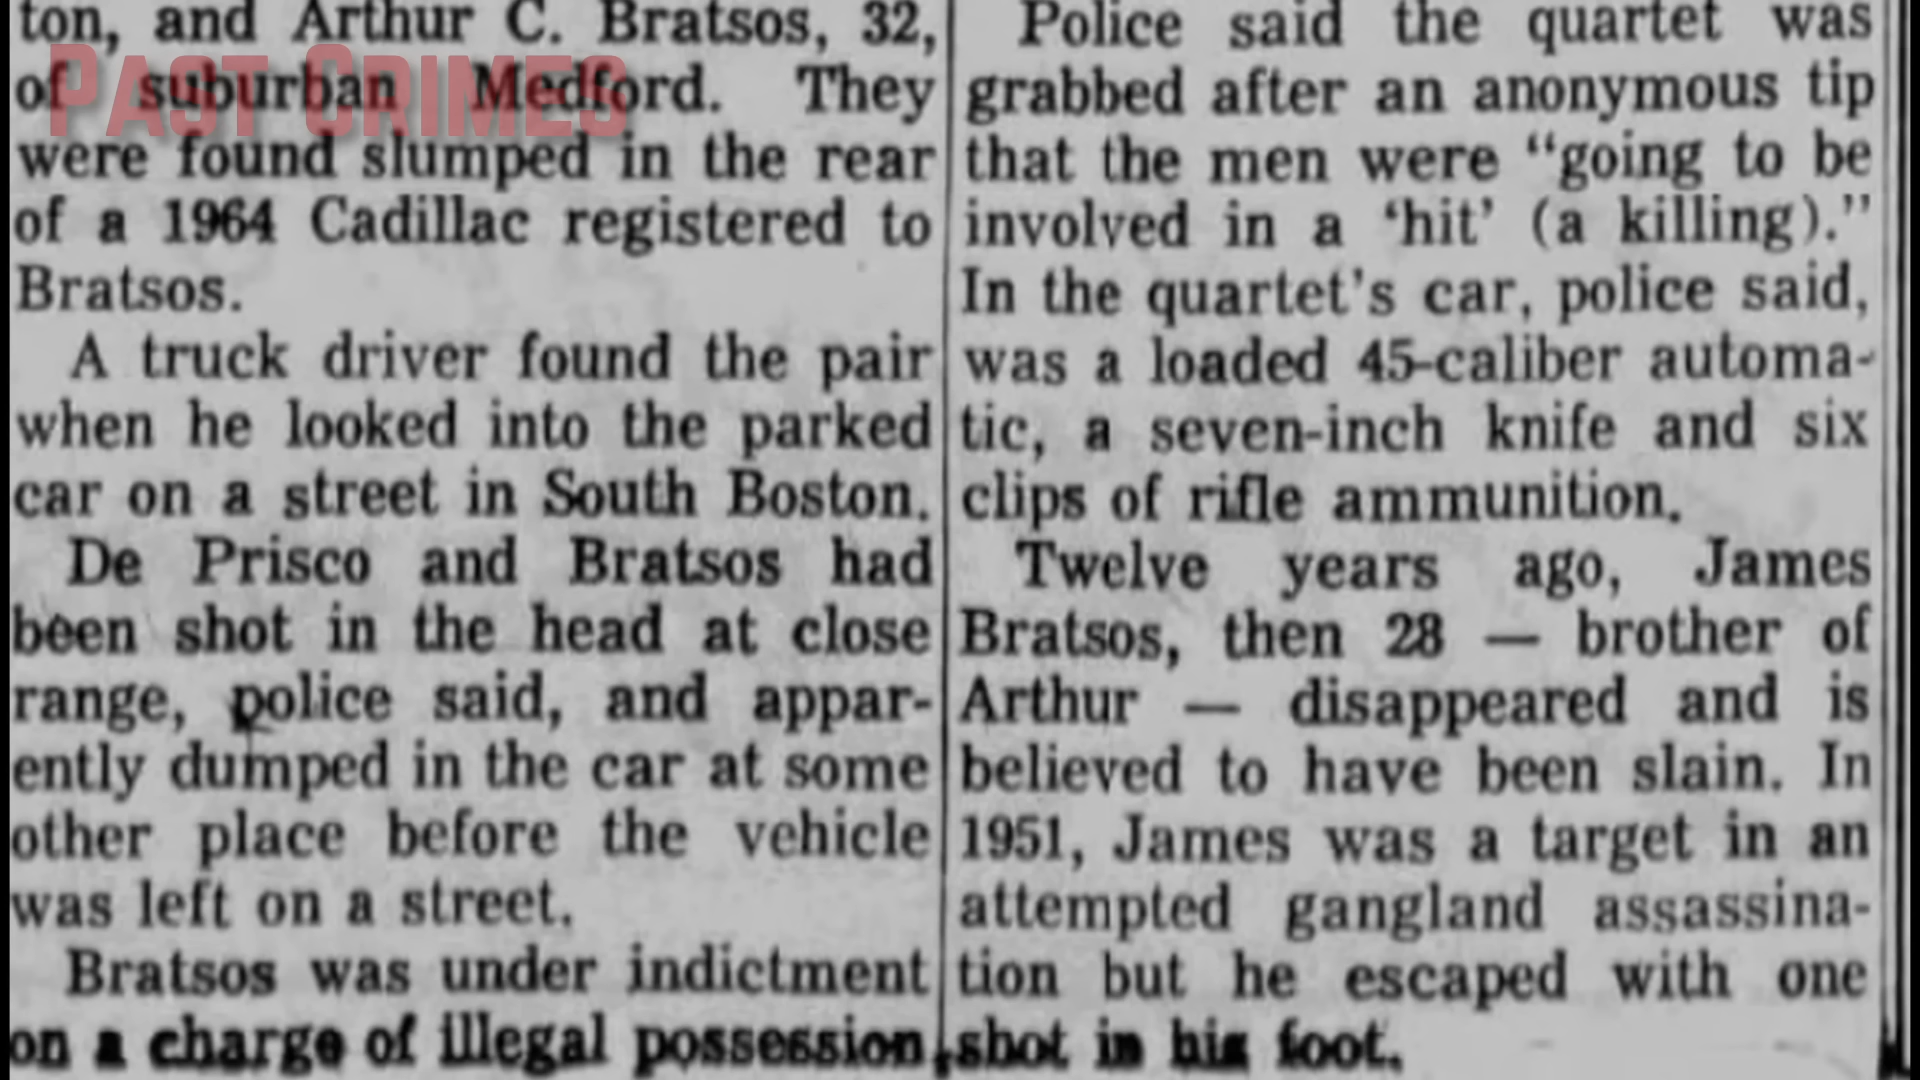 PAST CRIMES
ton, and Arthur C. Bratsos, 32,
of suburban Medford. They
were found slumped in the rear
of a 1964 Cadillac registered to
Bratsos.
A truck driver found the pair
when he looked into the parked
car on a street in South Boston.
De Prisco and Bratsos had
been shot in the head at close
range, police said, and appar-
ently dumped in the car at some
other place before the vehicle
was left on a street.
Bratsos was under indictment
on a charge of illegal possession
Police said the quartet was
grabbed after an anonymous tip
that the men were “going to be
involved in a ‘hit’ (a killing).”
In the quartet's car, police said,
was a loaded 45-caliber automa-
tic, a seven-inch knife and six
clips of rifle ammunition.
Twelve years ago, James
Bratsos, then 28 — brother of
Arthur — disappeared and is
believed to have been slain. In
1951, James was a target in an
attempted gangland assassina-
tion but he escaped with one
shot in his foot.